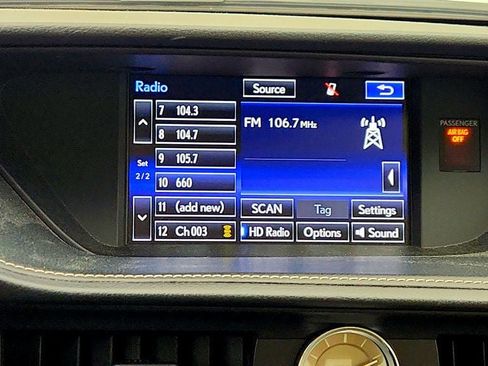 Radio
Source
7 104.3
8 104.7
9 105.7
10 660
11 (add new)
12 Ch 003
Set
2/2
FM 106.7 MHz
SCAN
Tag
Settings
HD Radio
Options
Sound
PASSENGER
AIR BAG
OFF